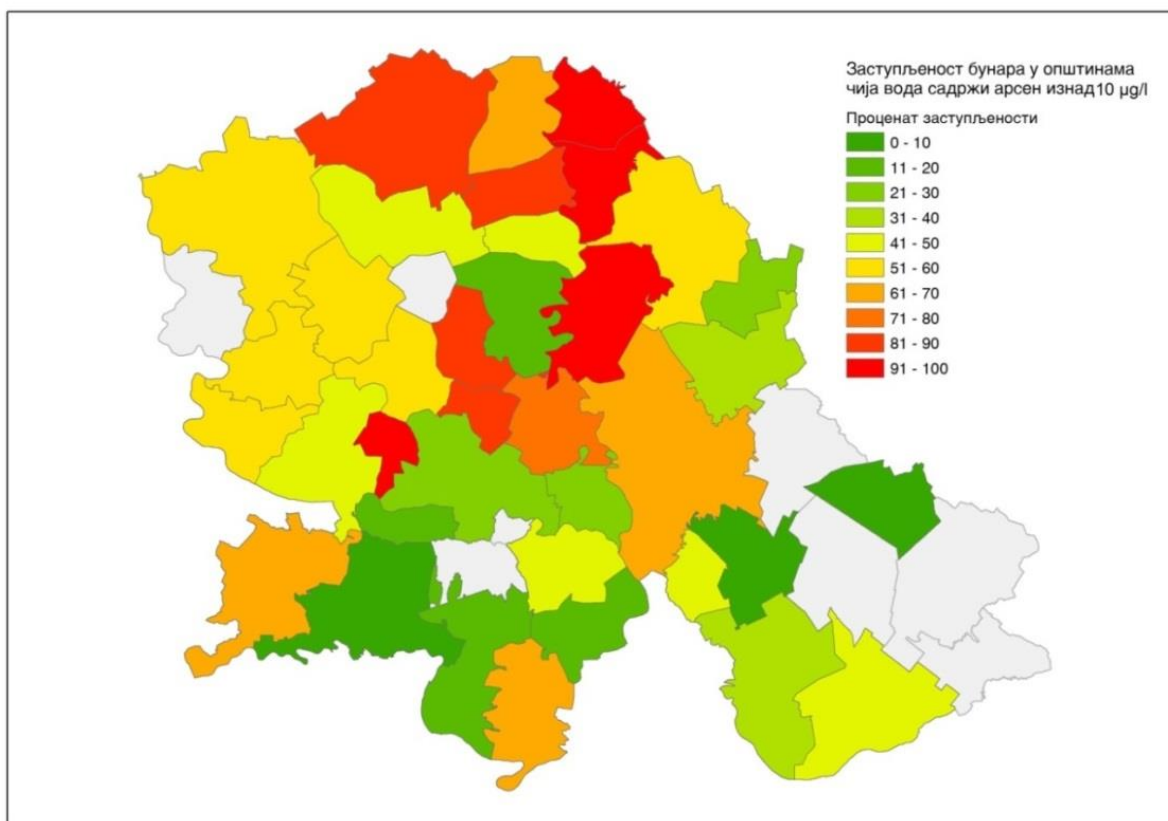 Заступљеност бунара у општинама
чија вода садржи арсен изнад10 µg/l
Проценат заступљености
0 - 10
11 - 20
21 - 30
31 - 40
41 - 50
51 - 60
61 - 70
71 - 80
81 - 90
91 - 100